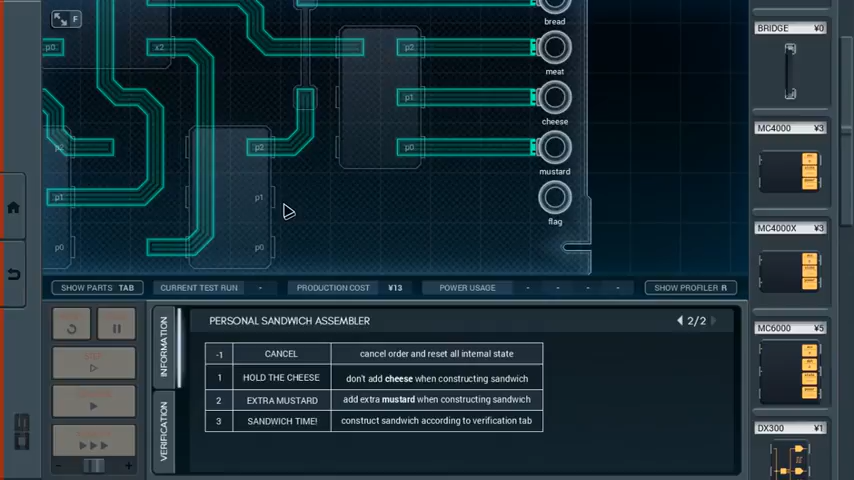 F
bread
p0
x2
p2
meat
p1
cheese
p2
p2
p0
mustard
p1
p1
flag
p0
p0
BRIDGE ¥0
MC4000 ¥3
MC4000X ¥3
MC6000 ¥5
DX300 ¥1
SHOW PARTS TAB
CURRENT TEST RUN -
PRODUCTION COST ¥13
POWER USAGE - - -
SHOW PROFILER R
INFORMATION
VERIFICATION
PERSONAL SANDWICH ASSEMBLER
2/2
-1 CANCEL cancel order and reset all internal state
1 HOLD THE CHEESE don't add cheese when constructing sandwich
2 EXTRA MUSTARD add extra mustard when constructing sandwich
3 SANDWICH TIME! construct sandwich according to verification tab